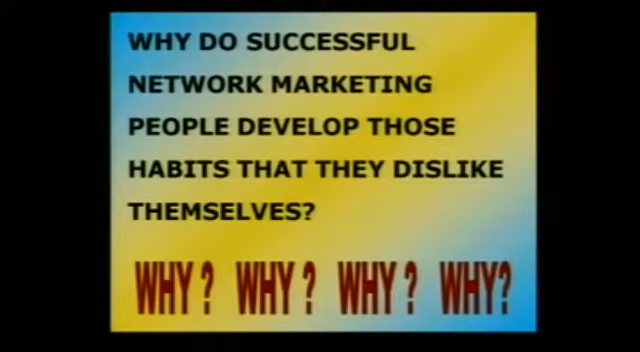 WHY DO SUCCESSFUL
NETWORK MARKETING
PEOPLE DEVELOP THOSE
HABITS THAT THEY DISLIKE
THEMSELVES?
WHY ? WHY ? WHY ? WHY?